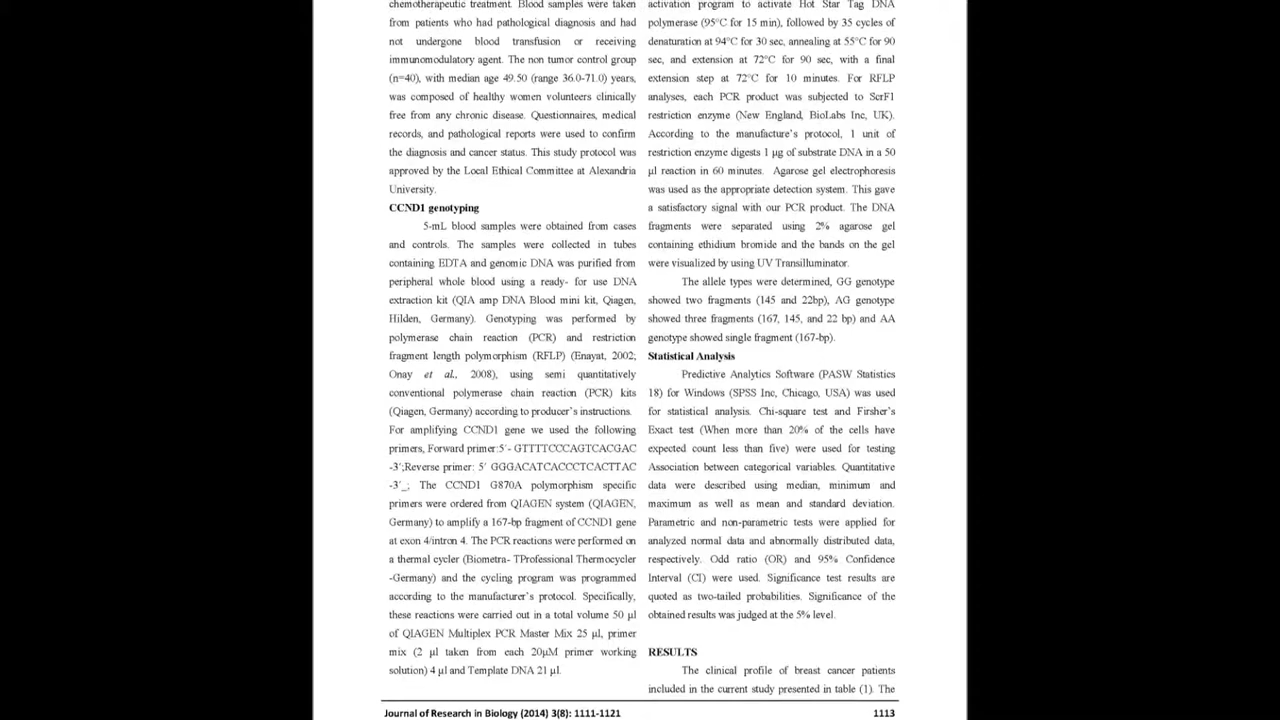 chemotherapeutic treatment. Blood samples were taken
from patients who had pathological diagnosis and had
not undergone blood transfusion or receiving
immunomodulatory agent. The non tumor control group
(n=40), with median age 49.50 (range 36.0-71.0) years,
was composed of healthy women volunteers clinically
free from any chronic disease. Questionnaires, medical
records, and pathological reports were used to confirm
the diagnosis and cancer status. This study protocol was
approved by the Local Ethical Committee at Alexandria
University.
CCND1 genotyping
5-mL blood samples were obtained from cases
and controls. The samples were collected in tubes
containing EDTA and genomic DNA was purified from
peripheral whole blood using a ready- for use DNA
extraction kit (QIA amp DNA Blood mini kit, Qiagen,
Hilden, Germany). Genotyping was performed by
polymerase chain reaction (PCR) and restriction
fragment length polymorphism (RFLP) (Enayat, 2002;
Onay et al., 2008), using semi quantitatively
conventional polymerase chain reaction (PCR) kits
(Qiagen, Germany) according to producer's instructions.
For amplifying CCND1 gene we used the following
primers, Forward primer:5'- GTTTTCCCAGTCACGAC
-3';Reverse primer: 5' GGGACATCACCCTCACTTAC
-3'_; The CCND1 G870A polymorphism specific
primers were ordered from QIAGEN system (QIAGEN,
Germany) to amplify a 167-bp fragment of CCND1 gene
at exon 4/intron 4. The PCR reactions were performed on
a thermal cycler (Biometra- TProfessional Thermocycler
-Germany) and the cycling program was programmed
according to the manufacturer's protocol. Specifically,
these reactions were carried out in a total volume 50 µl
of QIAGEN Multiplex PCR Master Mix 25 µl, primer
mix (2 µl taken from each 20µM primer working
solution) 4 µl and Template DNA 21 µl.
activation program to activate Hot Star Tag DNA
polymerase (95°C for 15 min), followed by 35 cycles of
denaturation at 94°C for 30 sec, annealing at 55°C for 90
sec, and extension at 72°C for 90 sec, with a final
extension step at 72°C for 10 minutes. For RFLP
analyses, each PCR product was subjected to ScrF1
restriction enzyme (New England, BioLabs Inc, UK).
According to the manufacture's protocol, 1 unit of
restriction enzyme digests 1 µg of substrate DNA in a 50
µl reaction in 60 minutes. Agarose gel electrophoresis
was used as the appropriate detection system. This gave
a satisfactory signal with our PCR product. The DNA
fragments were separated using 2% agarose gel
containing ethidium bromide and the bands on the gel
were visualized by using UV Transilluminator.
The allele types were determined, GG genotype
showed two fragments (145 and 22bp), AG genotype
showed three fragments (167, 145, and 22 bp) and AA
genotype showed single fragment (167-bp).
Statistical Analysis
Predictive Analytics Software (PASW Statistics
18) for Windows (SPSS Inc, Chicago, USA) was used
for statistical analysis. Chi-square test and Firsher's
Exact test (When more than 20% of the cells have
expected count less than five) were used for testing
Association between categorical variables. Quantitative
data were described using median, minimum and
maximum as well as mean and standard deviation.
Parametric and non-parametric tests were applied for
analyzed normal data and abnormally distributed data,
respectively. Odd ratio (OR) and 95% Confidence
Interval (CI) were used. Significance test results are
quoted as two-tailed probabilities. Significance of the
obtained results was judged at the 5% level.
RESULTS
The clinical profile of breast cancer patients
included in the current study presented in table (1). The
Journal of Research in Biology (2014) 3(8): 1111-1121
1113